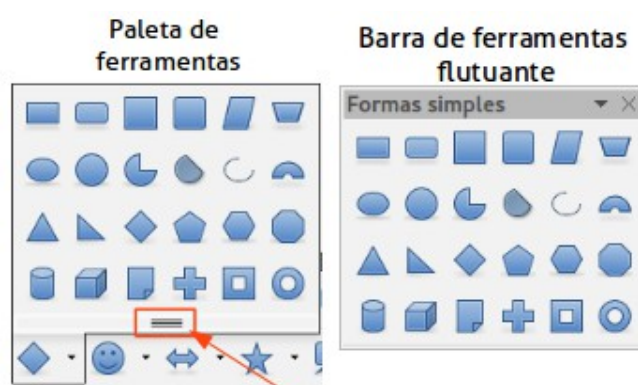 Paleta de
ferramentas
Barra de ferramentas
flutuante
Formas simples